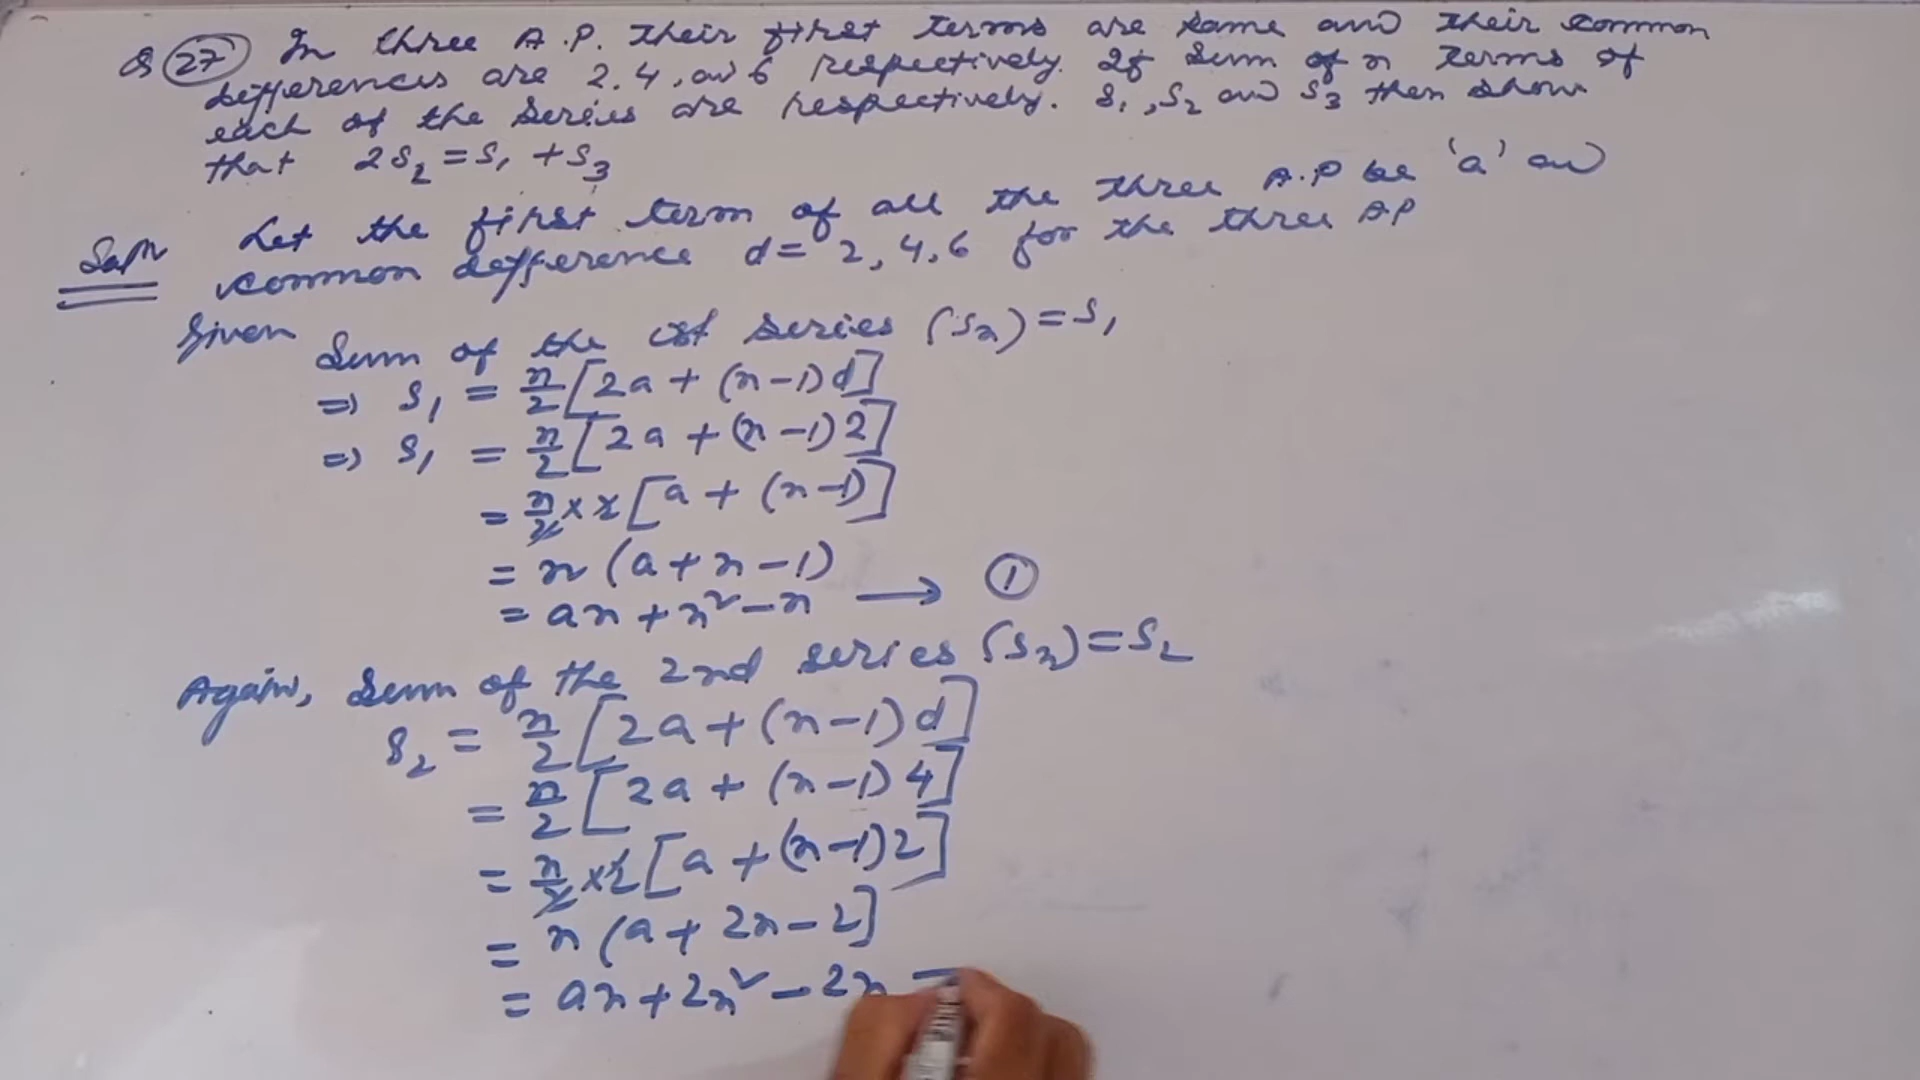 Q 27 In three A.P. their first terms are same and their common
differences are 2, 4, and 6 respectively. If Sum of n terms of
each of the series are respectively. S₁, S₂ and S₃ then show
that 2S₂ = S₁ + S₃
Soln Let the first term of all the three A.P be 'a' and
common difference d = 2, 4, 6 for the three AP
Given Sum of the 1st series (Sn) = S₁
⇒ S₁ = n/2 [2a + (n-1)d]
⇒ S₁ = n/2 [2a + (n-1)2]
= n/2 × 2 [a + (n-1)]
= n (a + n - 1)
= an + n² - n → ①
Again, Sum of the 2nd series (Sn) = S₂
S₂ = n/2 [2a + (n-1)d]
= n/2 [2a + (n-1)4]
= n/2 × 2 [a + (n-1)2]
= n (a + 2n - 2]
= an + 2n² - 2n